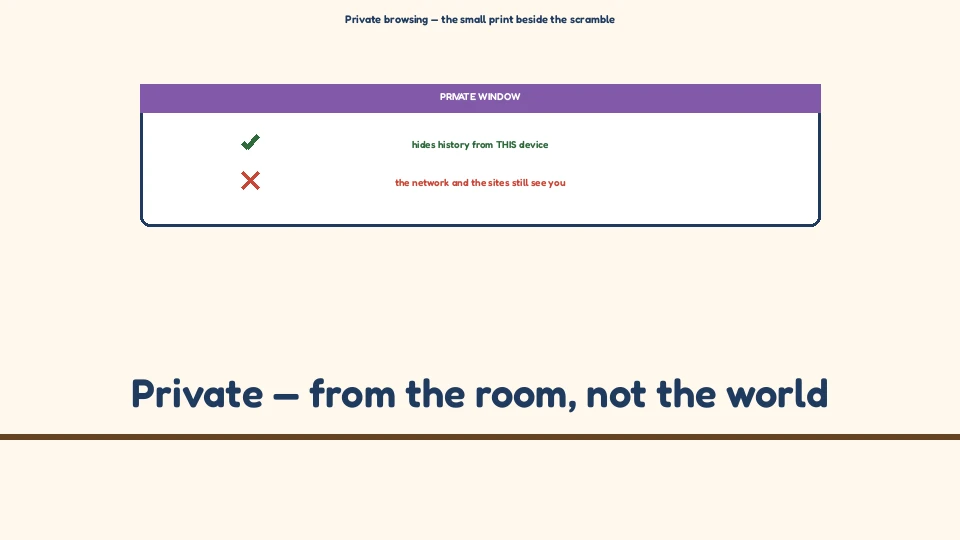 Private browsing — the small print beside the scramble
PRIVATE WINDOW
hides history from THIS device
the network and the sites still see you
Private — from the room, not the world